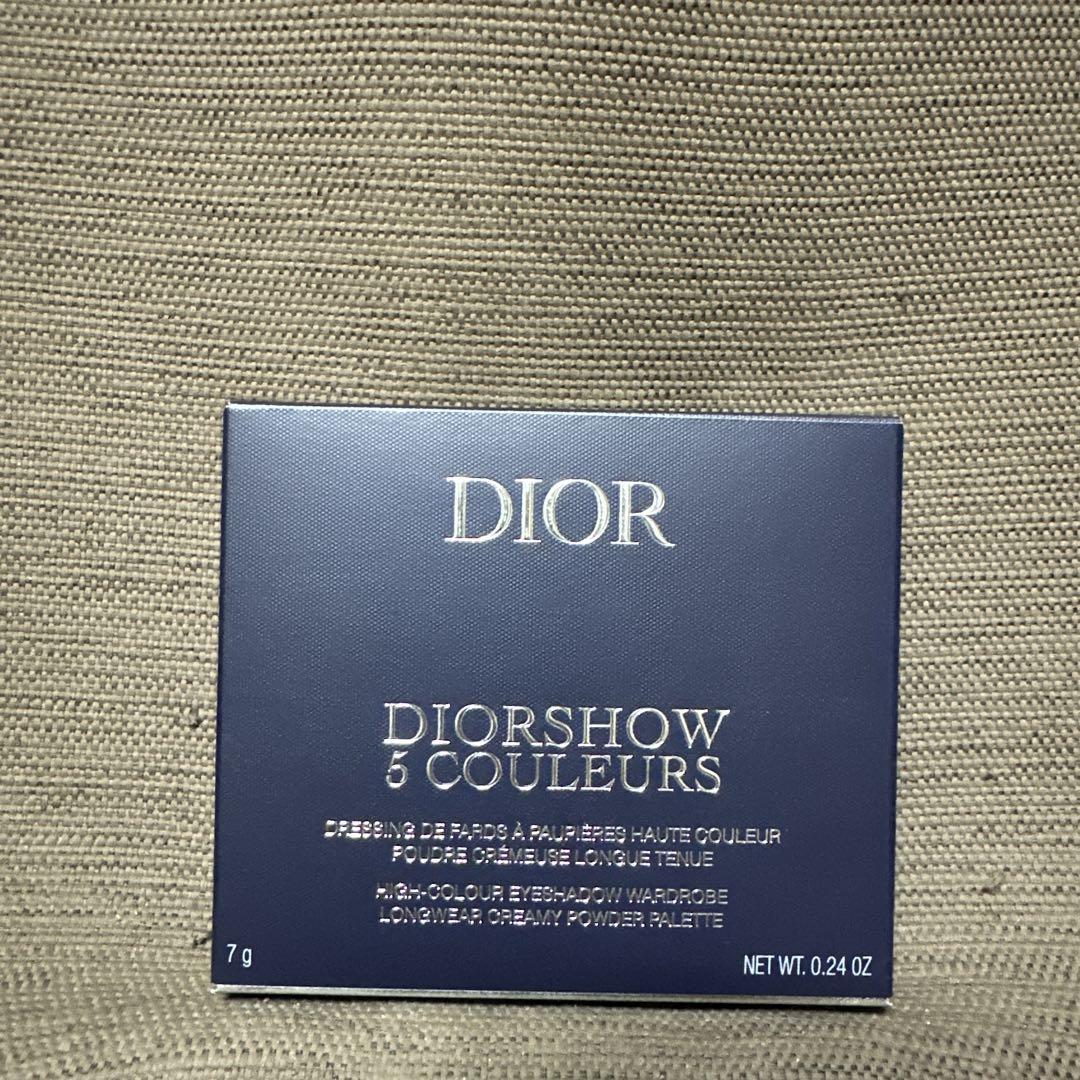 DIOR
DIORSHOW
5 COULEURS
DRESSING DE FARDS À PAUPIÈRES HAUTE COULEUR
POUDRE CRÉMEUSE LONGUE TENUE
HIGH-COLOUR EYESHADOW WARDROBE
LONGWEAR CREAMY POWDER PALETTE
7 g
NET WT. 0.24 OZ